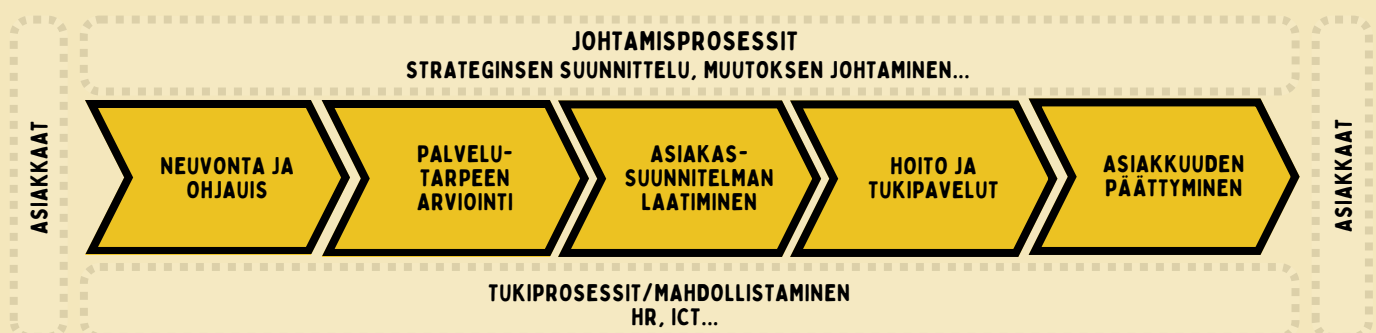 JOHTAMISPROSESSIT
STRATEGINSEN SUUNNITTELU, MUUTOKSEN JOHTAMINEN...
ASIAKKAAT
NEUVONTA JA
OHJAUIS
PALVELU-
TARPEEN
ARVIOINTI
ASIAKAS-
SUUNNITELMAN
LAATIMINEN
HOITO JA
TUKIPAVELUT
ASIAKKUUDEN
PÄÄTTYMINEN
ASIAKKAAT
TUKIPROSESSIT/MAHDOLLISTAMINEN
HR, ICT...